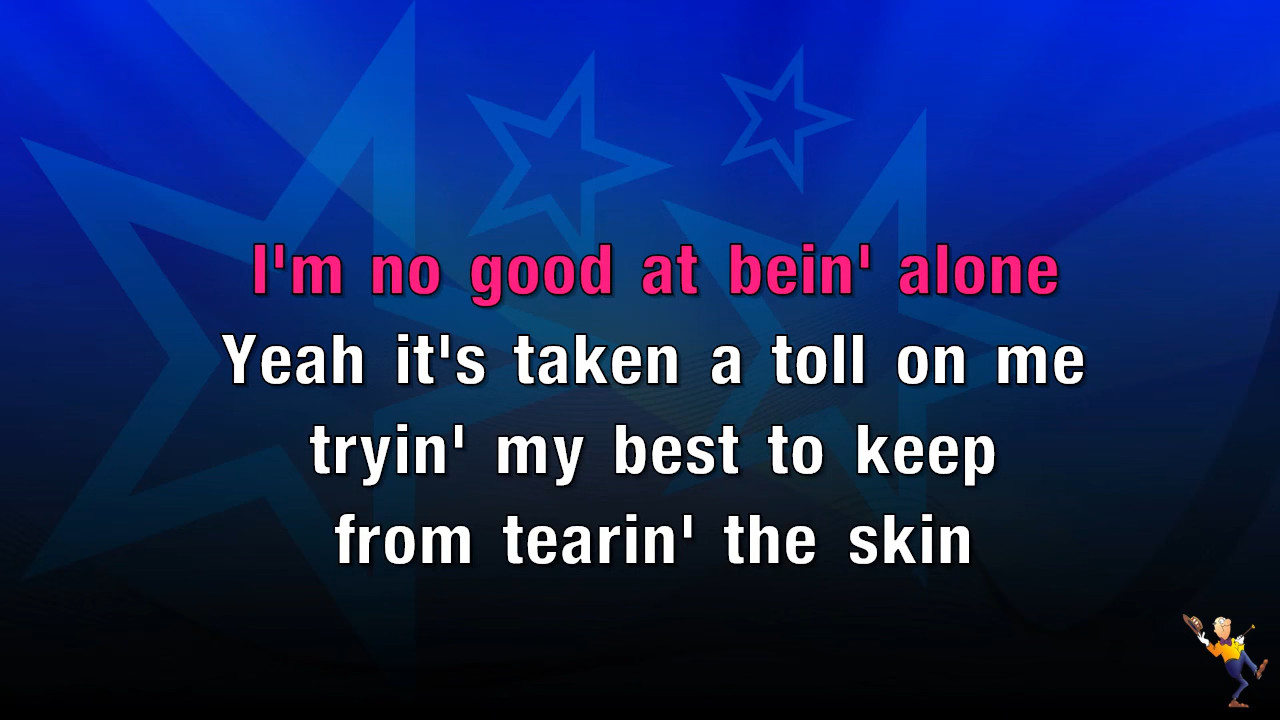 I'm no good at bein' alone
Yeah it's taken a toll on me
tryin' my best to keep
from tearin' the skin